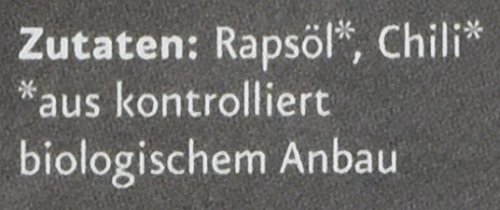 Zutaten: Rapsöl*, Chili*
*aus kontrolliert
biologischem Anbau